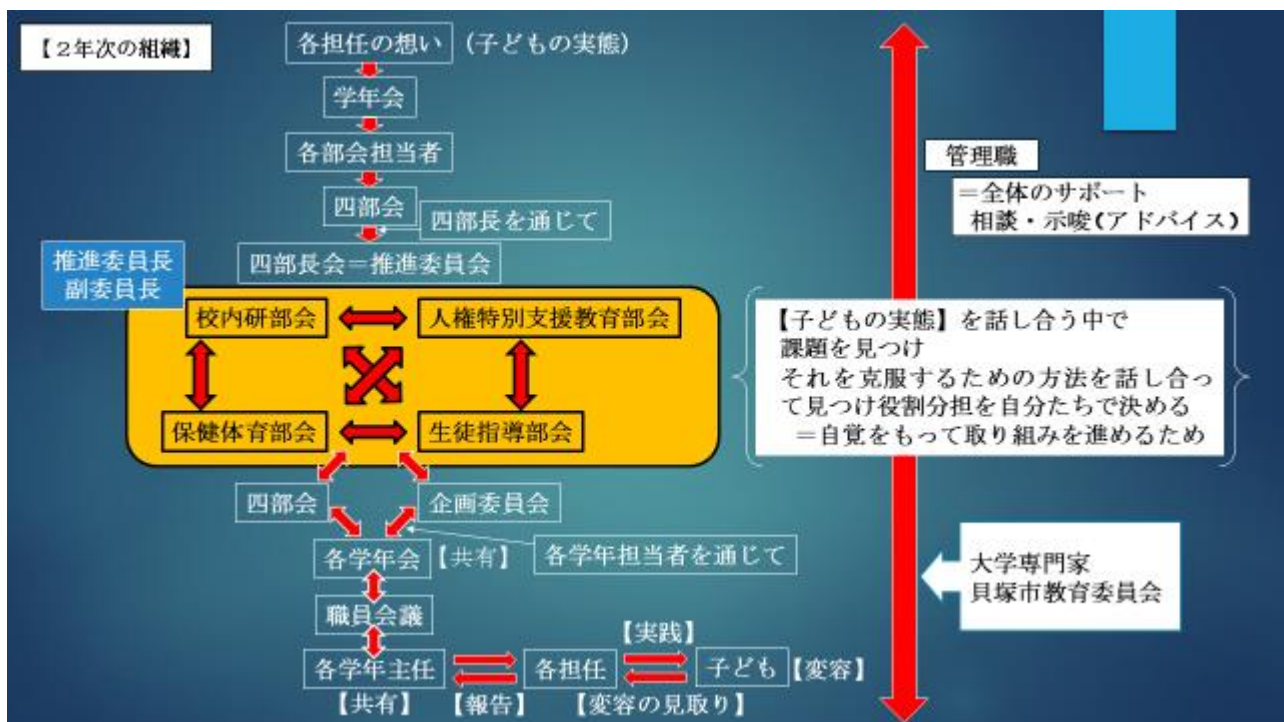 【2年次の組織】
各担任の想い (子どもの実態)
学年会
各部会担当者
四部会
四部長を通じて
四部長会=推進委員会
推進委員長
副委員長
校内研部会
人権特別支援教育部会
保健体育部会
生徒指導部会
四部会
企画委員会
各学年会【共有】
各学年担当者を通じて
職員会議
各学年主任
【共有】
【報告】
各担任
【実践】
【変容の見取り】
子ども【変容】
管理職
=全体のサポート
相談・示唆(アドバイス)
【子どもの実態】を話し合う中で
課題を見つけ
それを克服するための方法を話し合っ
て見つけ役割分担を自分たちで決める
=自覚をもって取り組みを進めるため
大学専門家
貝塚市教育委員会